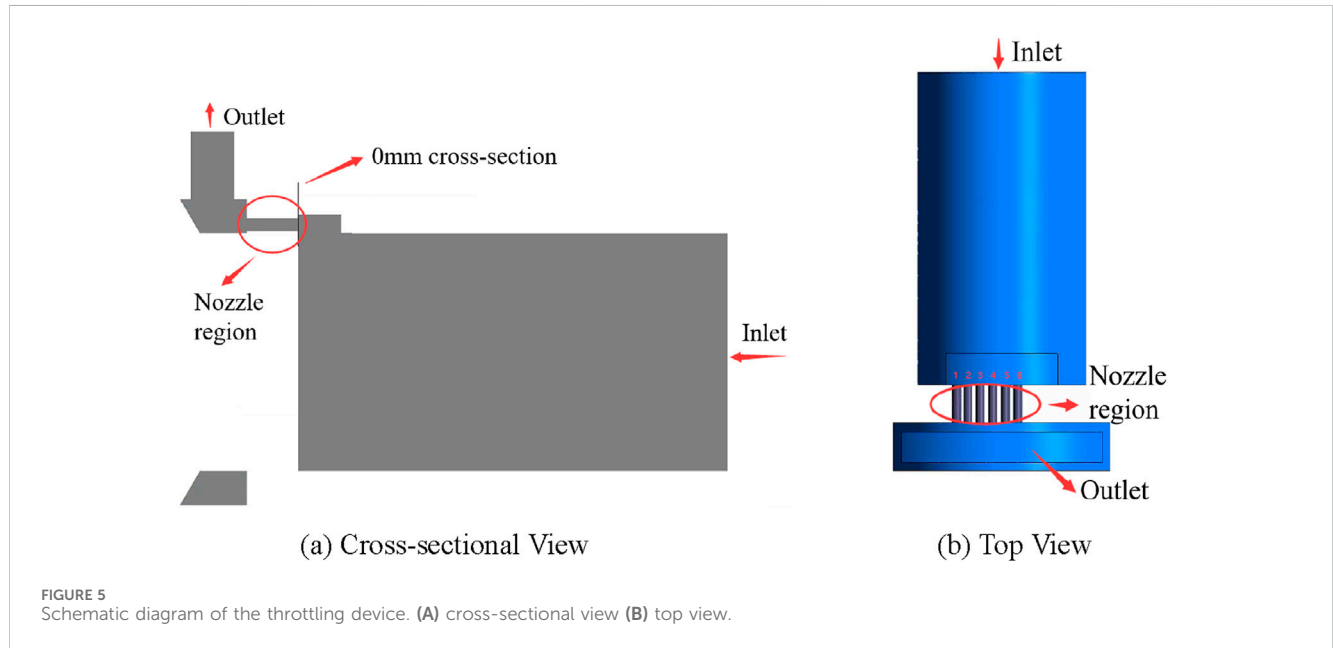 Outlet
0mm cross-section
Nozzle
region
Inlet
(a) Cross-sectional View
Inlet
1 2 3 4 5 6
Nozzle
region
Outlet
(b) Top View
FIGURE 5
Schematic diagram of the throttling device. (A) cross-sectional view (B) top view.